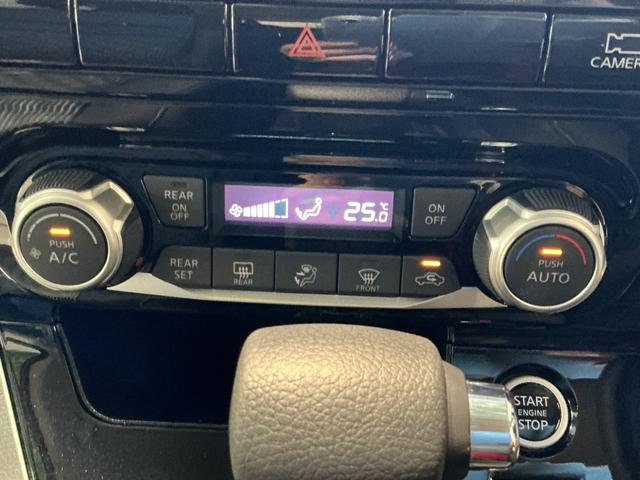 CAMER
REAR
ON
OFF
25.0
°C
ON
OFF
PUSH
A/C
PUSH
AUTO
REAR
SET
REAR
FRONT
START
ENGINE
STOP